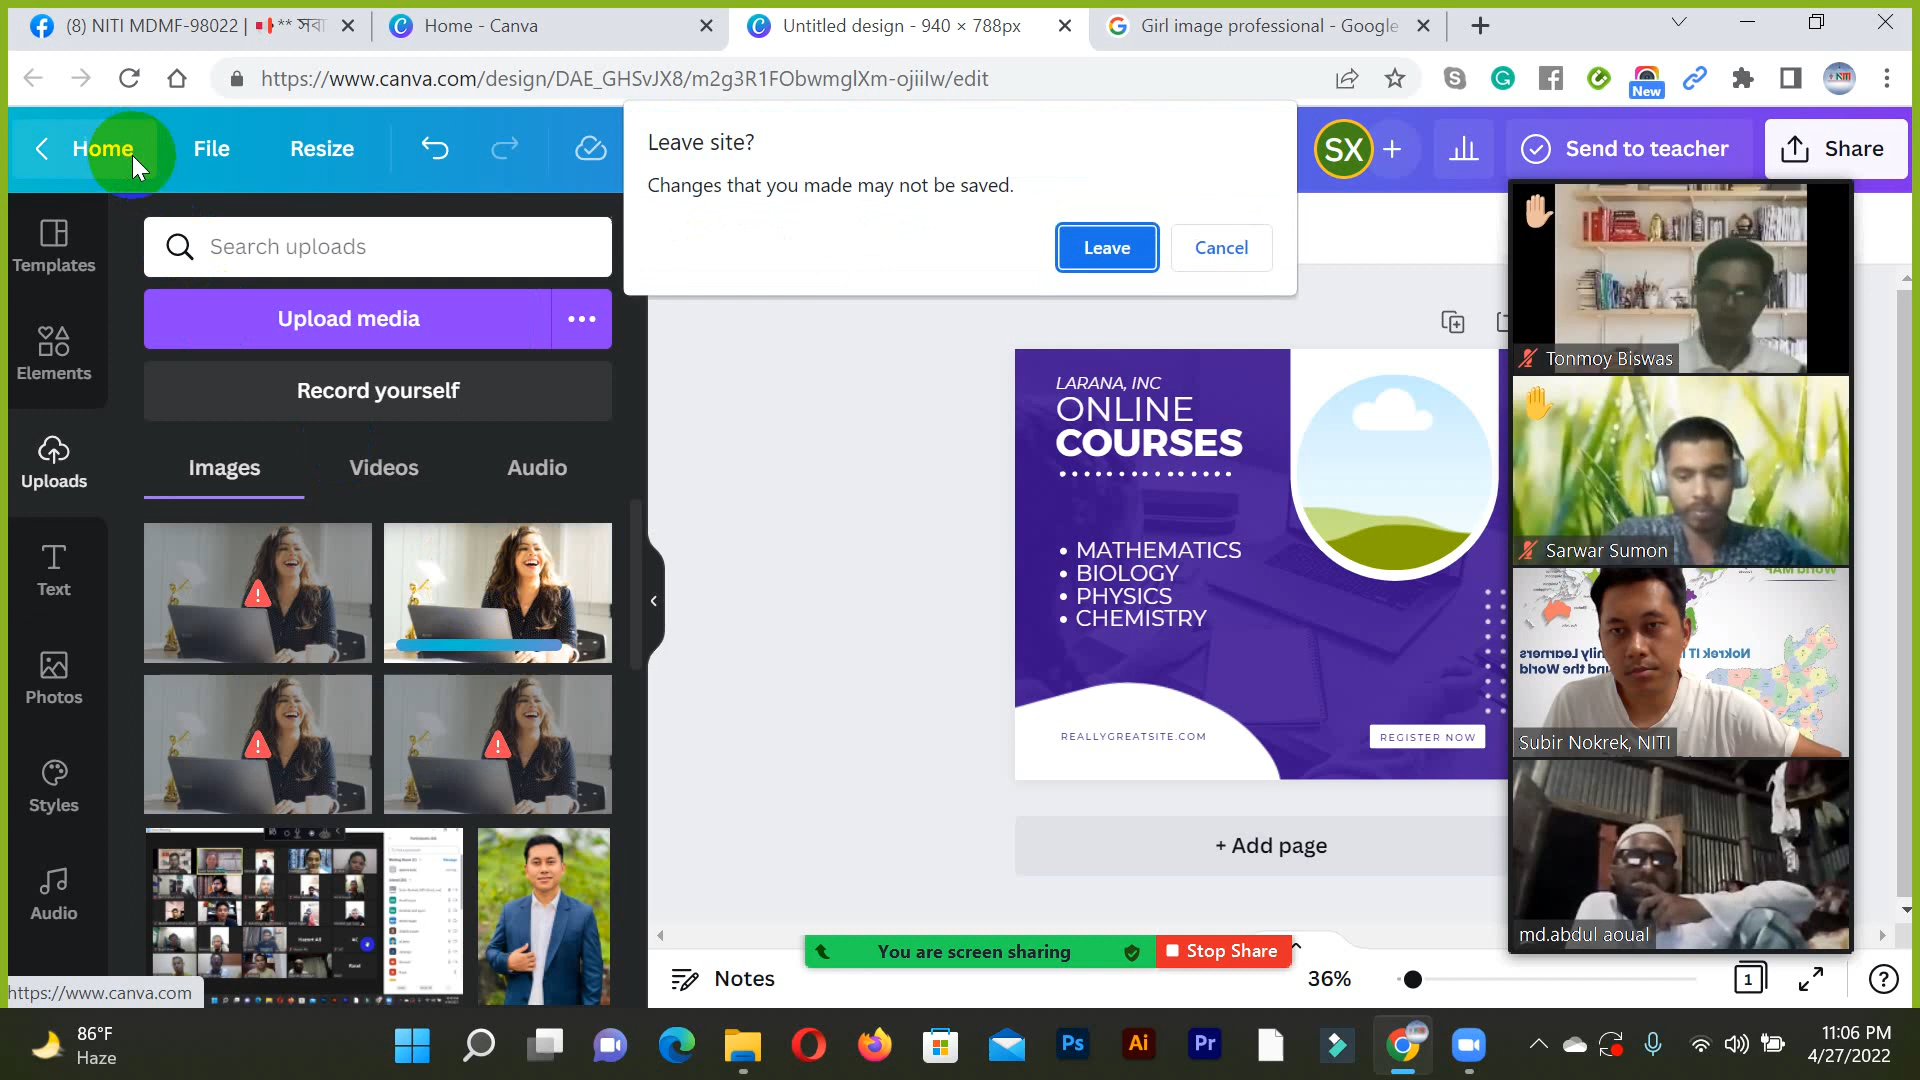 (8) NITI MDMF-98022 |
Home - Canva
Untitled design - 940 × 788px
Girl image professional - Google
https://www.canva.com/design/DAE_GHSvJX8/m2g3R1FObwmglXm-ojiilw/edit
New
Home
File
Resize
Leave site?
Changes that you made may not be saved.
Leave
Cancel
SX
Send to teacher
Share
Templates
Elements
Uploads
Text
Photos
Styles
Audio
Search uploads
Upload media
Record yourself
Images
Videos
Audio
LARANA, INC
ONLINE
COURSES
• MATHEMATICS
• BIOLOGY
• PHYSICS
• CHEMISTRY
REALLYGREATSITE.COM
REGISTER NOW
+ Add page
Tonmoy Biswas
Sarwar Sumon
Subir Nokrek, NITI
md.abdul aoual
You are screen sharing
Stop Share
https://www.canva.com
Notes
36%
1
86°F
Haze
Ps
Ai
Pr
11:06 PM
4/27/2022